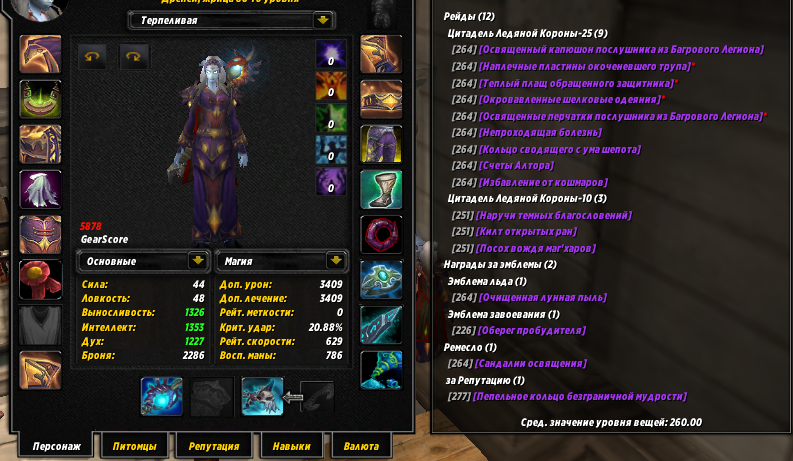 Терпеливая
0
0
0
0
0
5878
GearScore
Основные
Магия
Сила: 44
Ловкость: 48
Выносливость: 1326
Интеллект: 1353
Дух: 1227
Броня: 2286
Доп. урон: 3409
Доп. лечение: 3409
Рейт. меткости: 0
Крит. удар: 20.88%
Рейт. скорости: 629
Восп. маны: 786
Персонаж
Питомцы
Репутация
Навыки
Валюта
Рейды (12)
Цитадель Ледяной Короны-25 (9)
[264] [Освященный капюшон послушника из Багрового Легиона]
[264] [Наплечные пластины окоченевшего трупа]*
[264] [Теплый плащ обращенного защитника]*
[264] [Окровавленные шелковые одеяния]*
[264] [Освященные перчатки послушника из Багрового Легиона]*
[264] [Непроходящая болезнь]
[264] [Кольцо сводящего с ума шепота]
[264] [Счеты Алтора]
[264] [Избавление от кошмаров]
Цитадель Ледяной Короны-10 (3)
[251] [Наручи темных благословений]
[251] [Килт открытых ран]
[251] [Посох вождя маг'харов]
Награды за эмблемы (2)
Эмблема льда (1)
[264] [Очищенная лунная пыль]
Эмблема завоевания (1)
[226] [Оберег пробудителя]
Ремесло (1)
[264] [Сандалии освящения]
за Репутацию (1)
[277] [Пепельное кольцо безграничной мудрости]
Сред. значение уровня вещей: 260.00